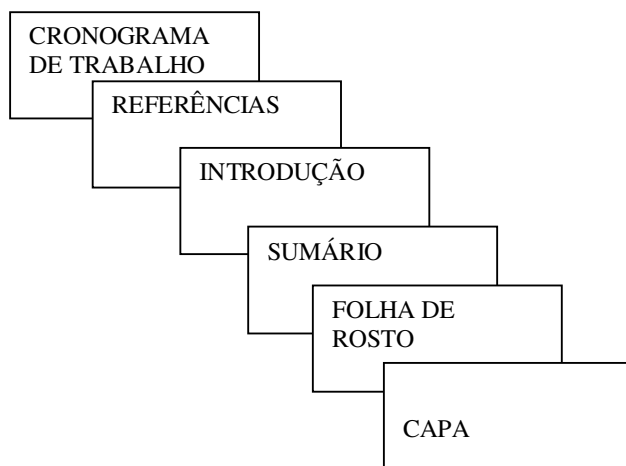 CRONOGRAMA
DE TRABALHO
REFERÊNCIAS
INTRODUÇÃO
SUMÁRIO
FOLHA DE
ROSTO
CAPA